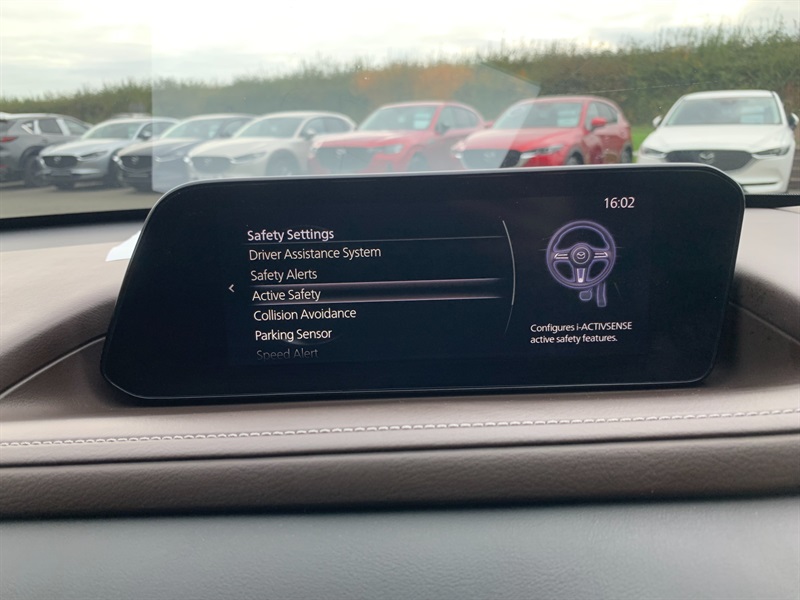 16:02
Safety Settings
Driver Assistance System
Safety Alerts
Active Safety
Collision Avoidance
Parking Sensor
Speed Alert
Configures i-ACTIVSENSE
active safety features.